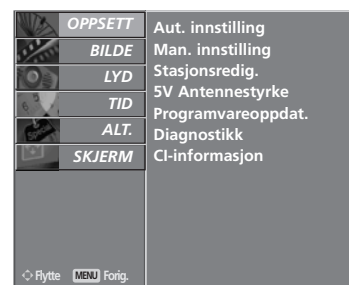 OPPSETT
BILDE
LYD
TID
ALT.
SKJERM
Aut. innstilling
Man. innstilling
Stasjonsredig.
5V Antennestyrke
Programvareoppdat.
Diagnostikk
CI-informasjon
Flytte MENU Forig.